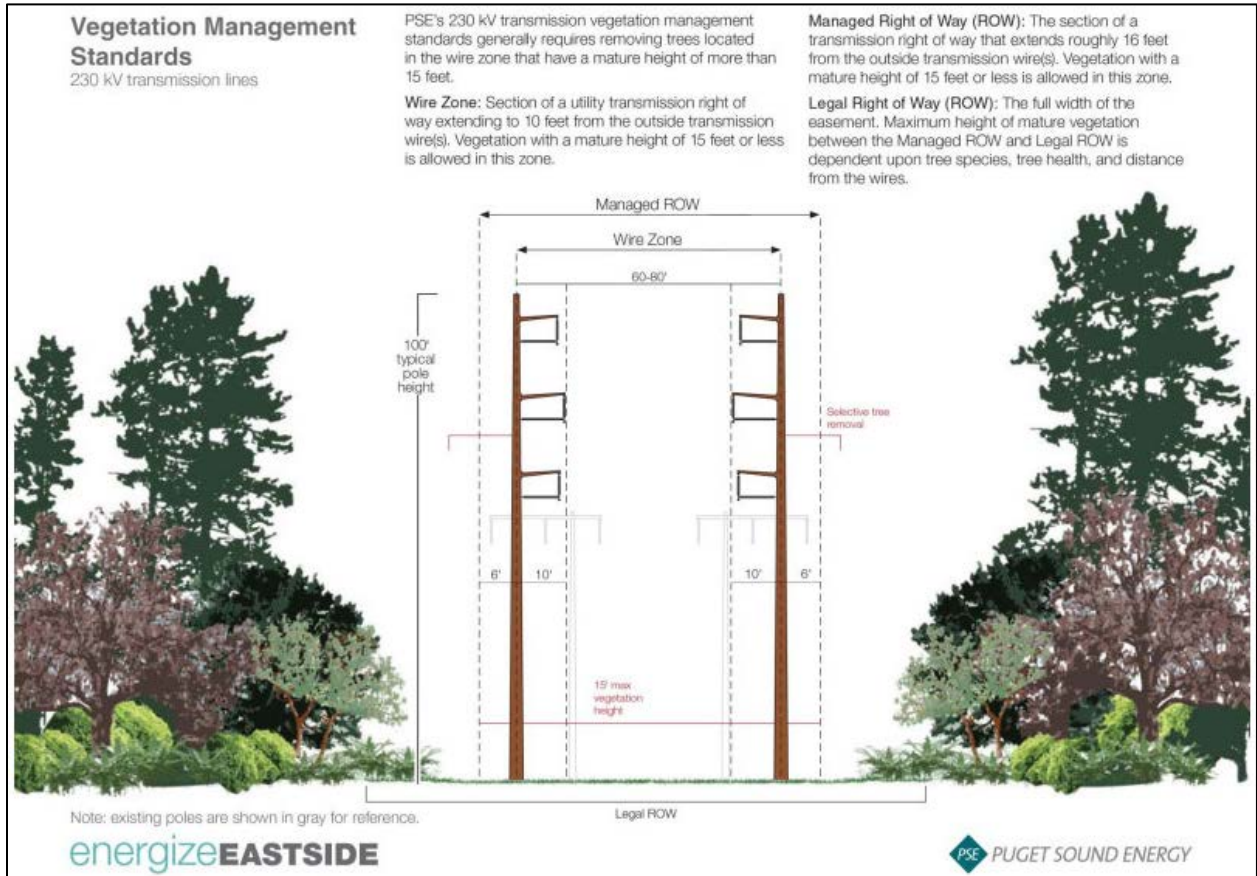 Vegetation Management
Standards
230 kV transmission lines
PSE's 230 kV transmission vegetation management
standards generally requires removing trees located
in the wire zone that have a mature height of more than
15 feet.
Wire Zone: Section of a utility transmission right of
way extending to 10 feet from the outside transmission
wire(s). Vegetation with a mature height of 15 feet or less
is allowed in this zone.
Managed Right of Way (ROW): The section of a
transmission right of way that extends roughly 16 feet
from the outside transmission wire(s). Vegetation with a
mature height of 15 feet or less is allowed in this zone.
Legal Right of Way (ROW): The full width of the
easement. Maximum height of mature vegetation
between the Managed ROW and Legal ROW is
dependent upon tree species, tree health, and distance
from the wires.
Managed ROW
Wire Zone
60-80'
100'
typical
pole
height
Selective tree
removal
6'
10'
10'
6'
15' max
vegetation
height
Legal ROW
Note: existing poles are shown in gray for reference.
energizeEASTSIDE
PSE PUGET SOUND ENERGY